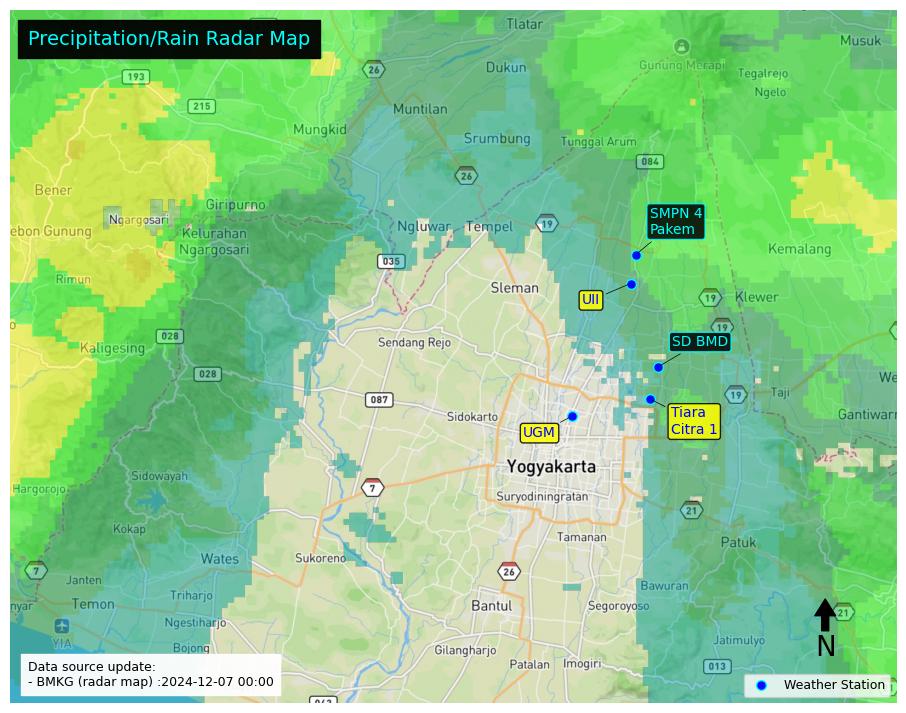 Precipitation/Rain Radar Map
Tlatar
Musuk
26
Gunung Merapi
Dukun
Tegalrejo
193
Ngelo
215
Muntilan
Mungkid
Srumbung
Tunggal Arum
084
26
Bener
Giripurno
SMPN 4
Pakem
Ngargosari
Ngluwar
Tempel
19
ebon Gunung
Kelurahan
Ngargosari
Kemalang
035
Rimun
UII
Sleman
19
Klewer
19
028
Sendang Rejo
SD BMD
Kaligesing
028
087
19
Taji
We
Sidokarto
Tiara
Citra 1
Gantiwarn
UGM
Yogyakarta
Sidowayah
Hargorojo
7
Suryodiningratan
21
Kokap
Tamanan
Patuk
Wates
Sukoreno
7
26
Janten
Bawuran
Triharjo
Temon
nyar
Bantul
Segoroyoso
21
Ngestiharjo
YIA
Jatimulyo
N
Bojong
Gilangharjo
Patalan
Imogiri
013
Data source update:
- BMKG (radar map) :2024-12-07 00:00
Weather Station